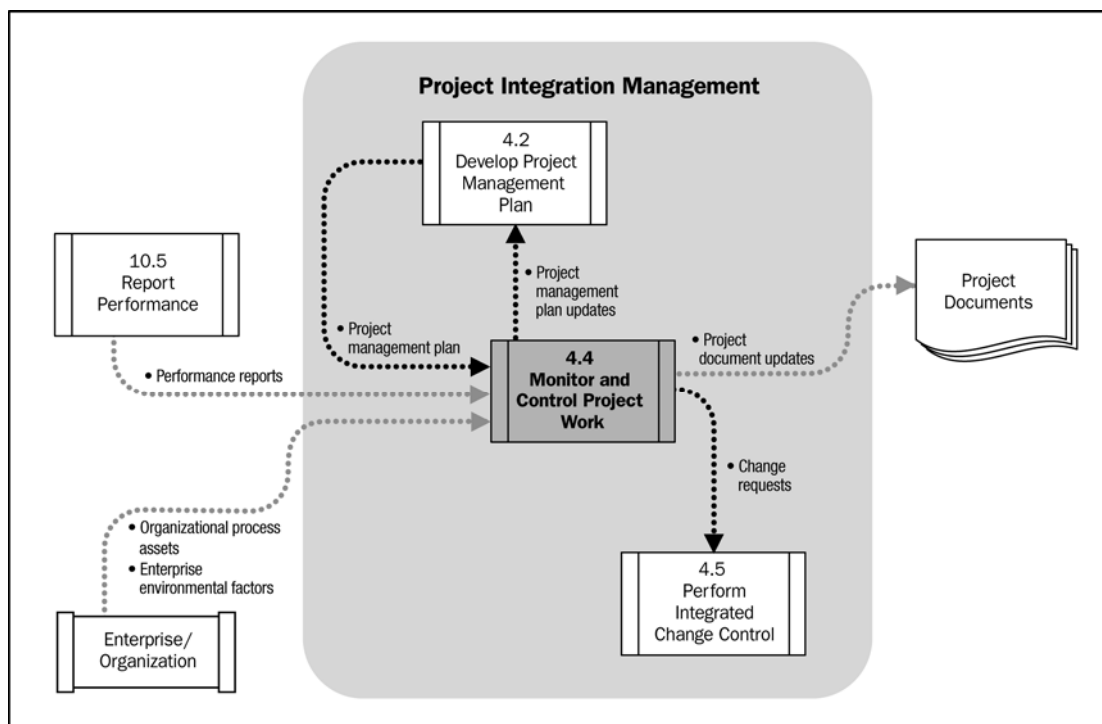 Project Integration Management
4.2
Develop Project
Management
Plan
10.5
Report
Performance
• Project
management
plan updates
Project
Documents
• Project
management plan
• Project
document updates
4.4
Monitor and
Control Project
Work
• Performance reports
• Change
requests
• Organizational process
assets
• Enterprise
environmental factors
4.5
Perform
Integrated
Change Control
Enterprise/
Organization